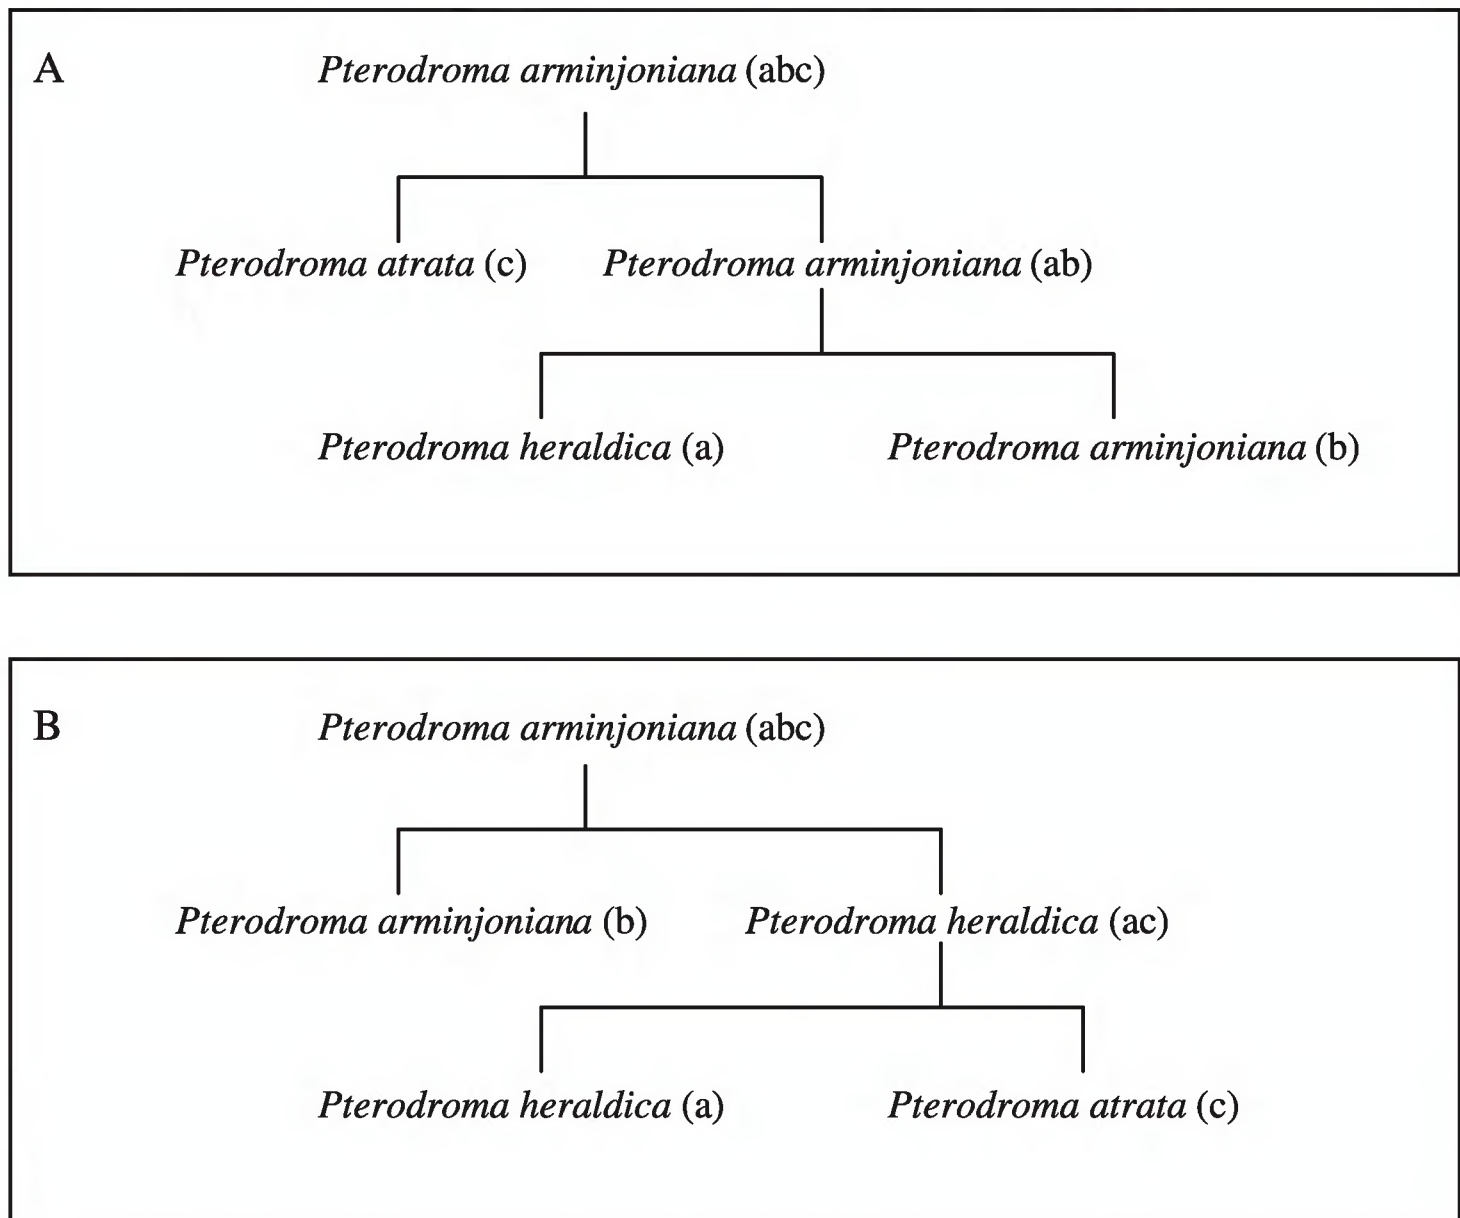 A
Pterodroma arminjoniana (abc)
Pterodroma atrata (c) Pterodroma arminjoniana (ab)
Pterodroma heraldica (a) Pterodroma arminjoniana (b)
B
Pterodroma arminjoniana (abc)
Pterodroma arminjoniana (b) Pterodroma heraldica (ac)
Pterodroma heraldica (a) Pterodroma atrata (c)